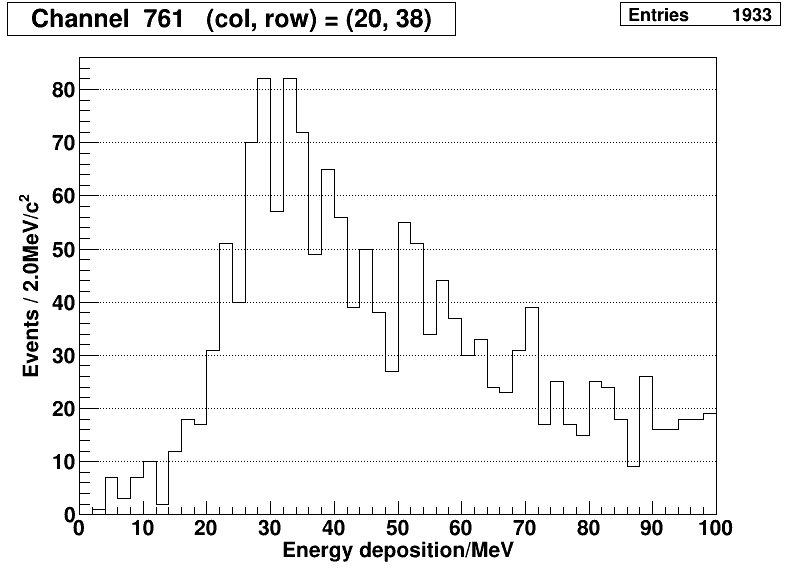 Channel 761 (col, row) = (20, 38)
Entries 1933
Events / 2.0MeV/c²
80
70
60
50
40
30
20
10
0
0 10 20 30 40 50 60 70 80 90 100
Energy deposition/MeV